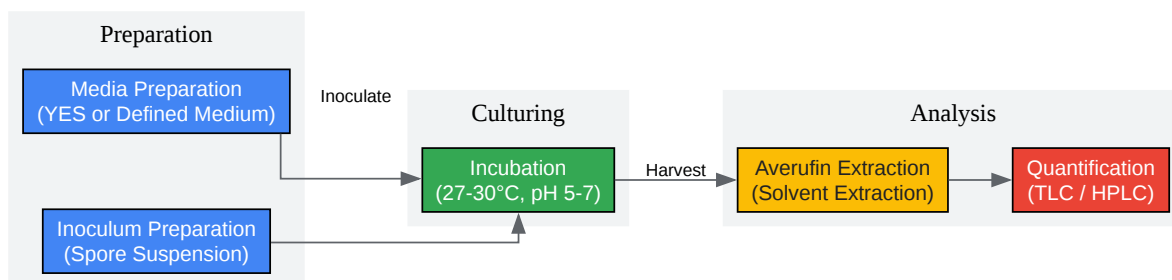 Preparation
Media Preparation
(YES or Defined Medium)
Inoculum Preparation
(Spore Suspension)
Inoculate
Culturing
Incubation
(27-30°C, pH 5-7)
Harvest
Analysis
Averufin Extraction
(Solvent Extraction)
Quantification
(TLC / HPLC)